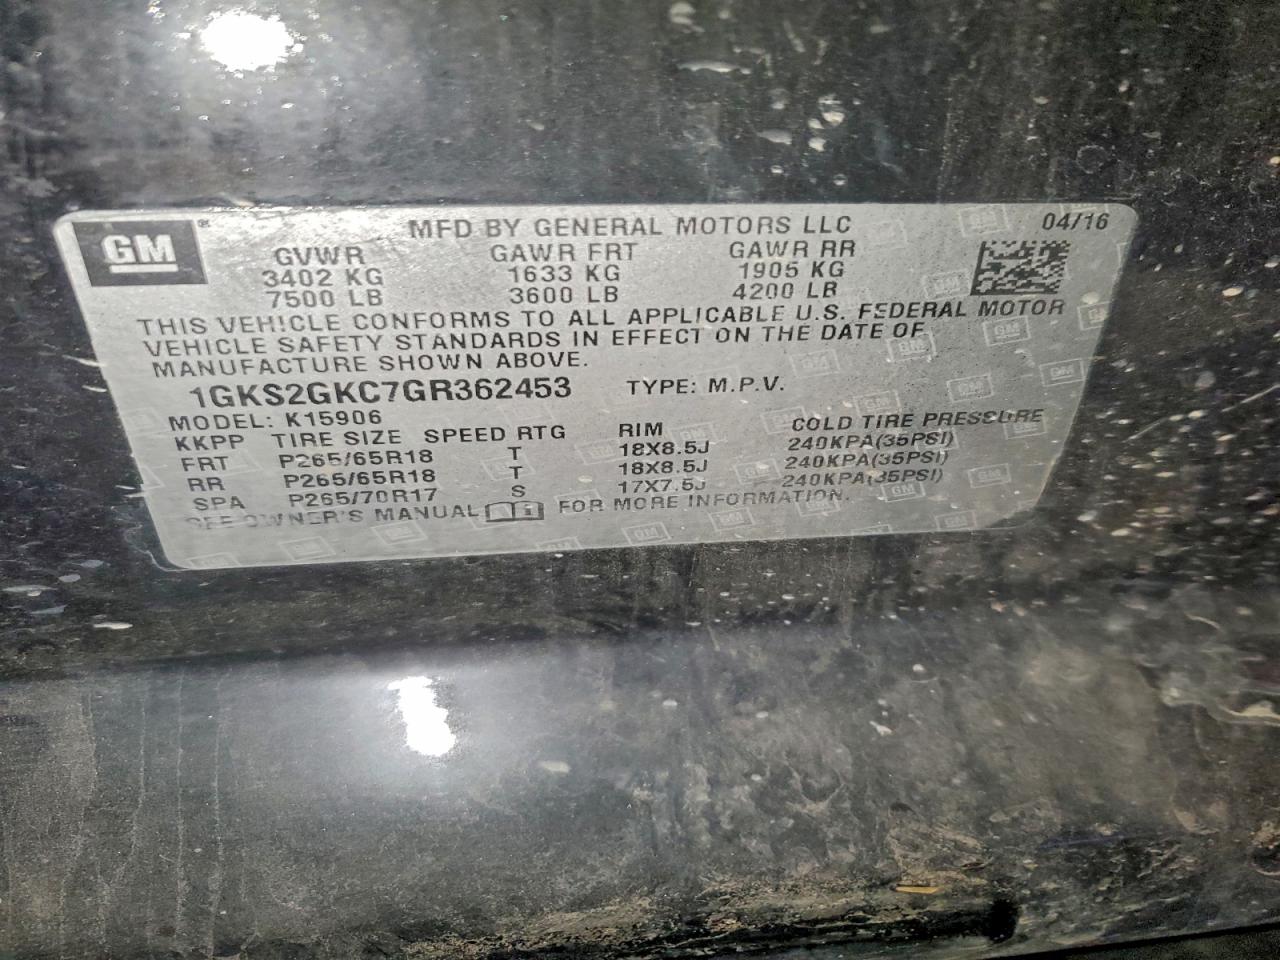 GM® MFD BY GENERAL MOTORS LLC 04/16
GVWR GAWR FRT GAWR RR
3402 KG 1633 KG 1905 KG
7500 LB 3600 LB 4200 LB
THIS VEHICLE CONFORMS TO ALL APPLICABLE U.S. FEDERAL MOTOR
VEHICLE SAFETY STANDARDS IN EFFECT ON THE DATE OF
MANUFACTURE SHOWN ABOVE.
1GKS2GKC7GR362453 TYPE: M.P.V.
MODEL: K15906
KKPP TIRE SIZE SPEED RTG RIM COLD TIRE PRESSURE
FRT P265/65R18 T 18X8.5J 240KPA(35PSI)
RR P265/65R18 T 18X8.5J 240KPA(35PSI)
SPA P265/70R17 S 17X7.5J 240KPA(35PSI)
SEE OWNER'S MANUAL FOR MORE INFORMATION.